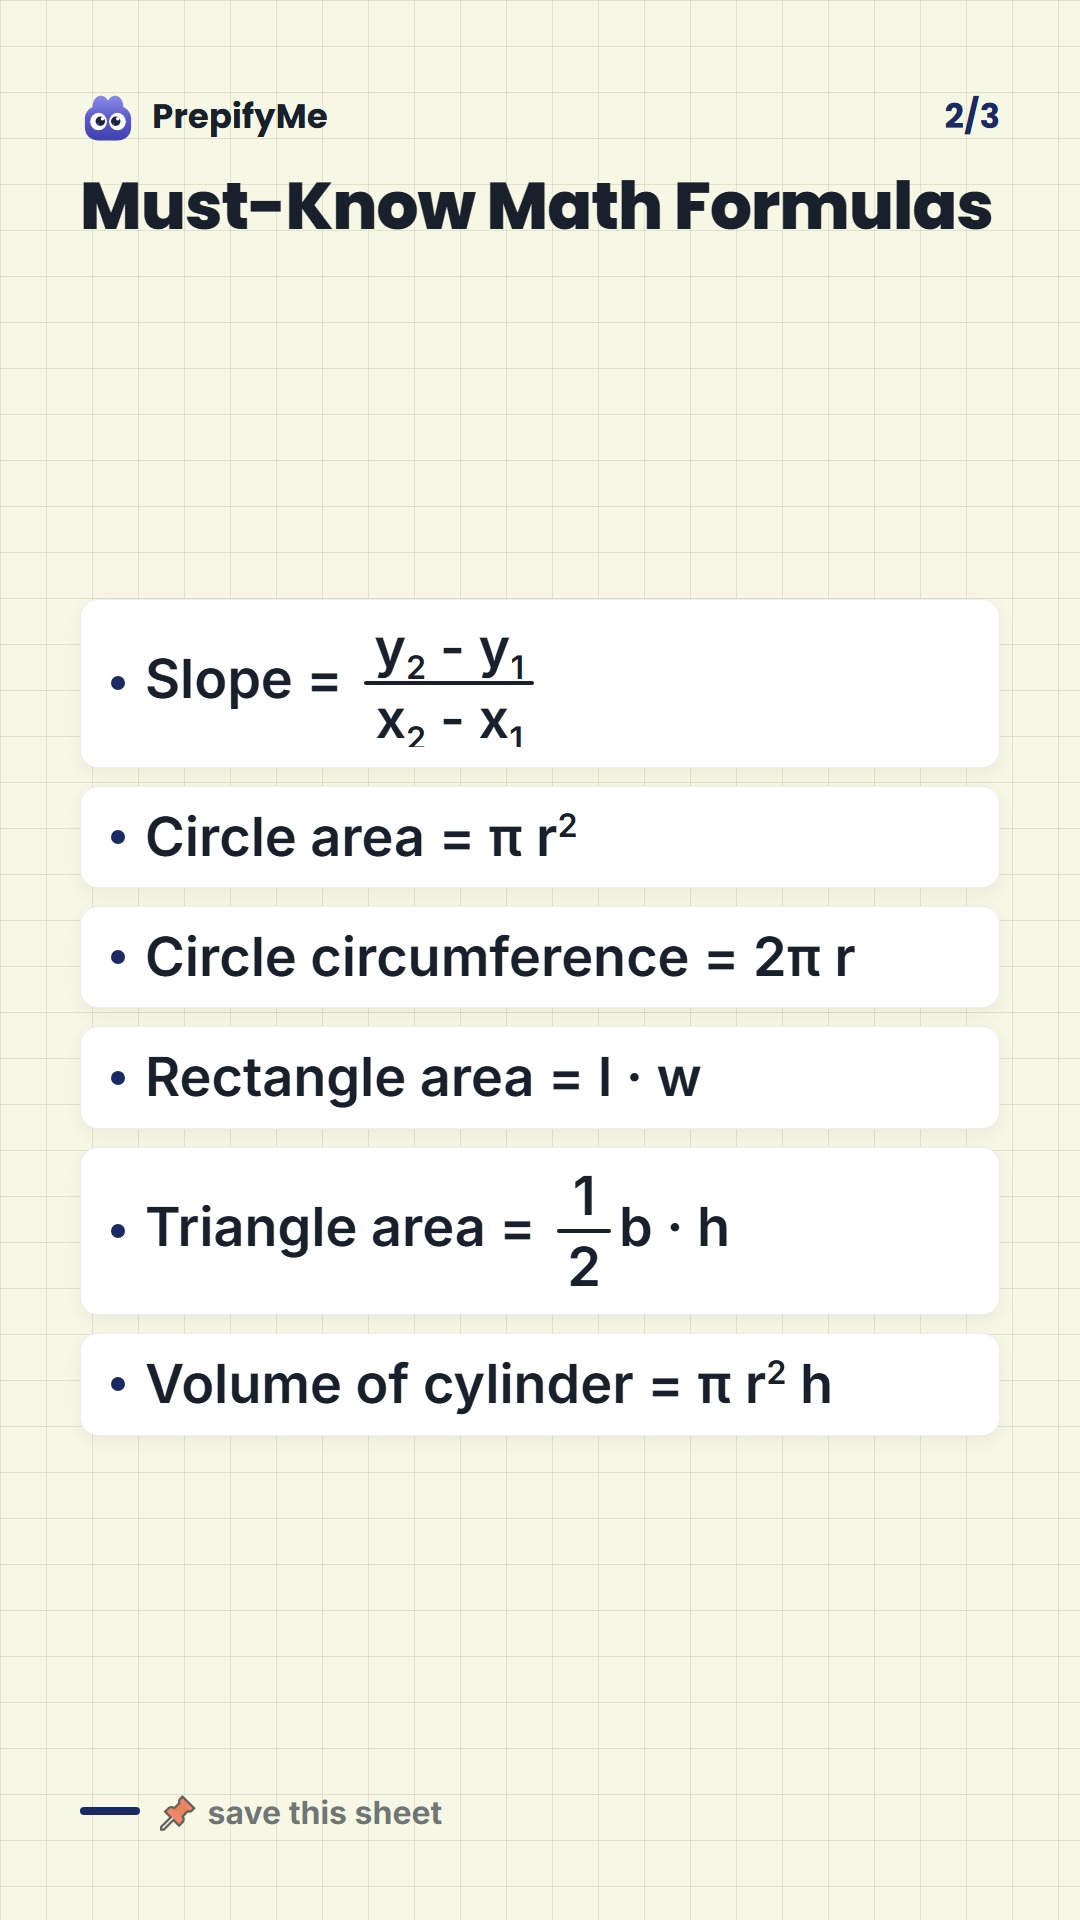 PrepifyMe
2/3
Must-Know Math Formulas
• Slope = y₂ - y₁ / x₂ - x₁
• Circle area = π r²
• Circle circumference = 2π r
• Rectangle area = l · w
• Triangle area = 1/2 b · h
• Volume of cylinder = π r² h
📌 save this sheet